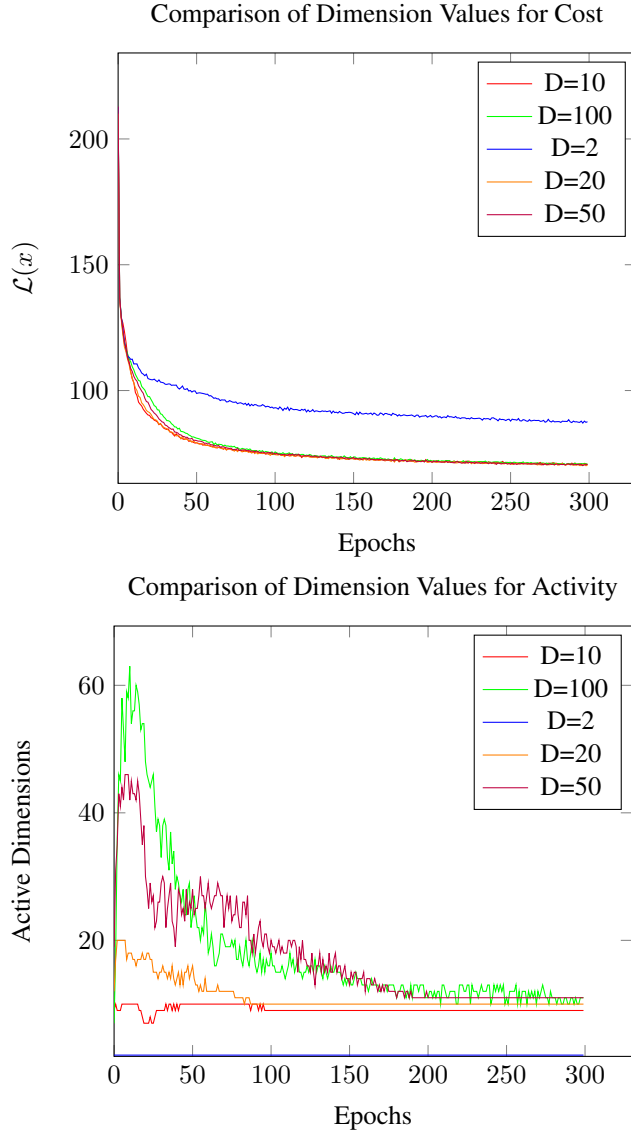 Comparison of Dimension Values for Cost
D=10
D=100
D=2
D=20
D=50
200
150
100
ℒ(x)
0 50 100 150 200 250 300
Epochs
Comparison of Dimension Values for Activity
D=10
D=100
D=2
D=20
D=50
60
40
20
Active Dimensions
0 50 100 150 200 250 300
Epochs